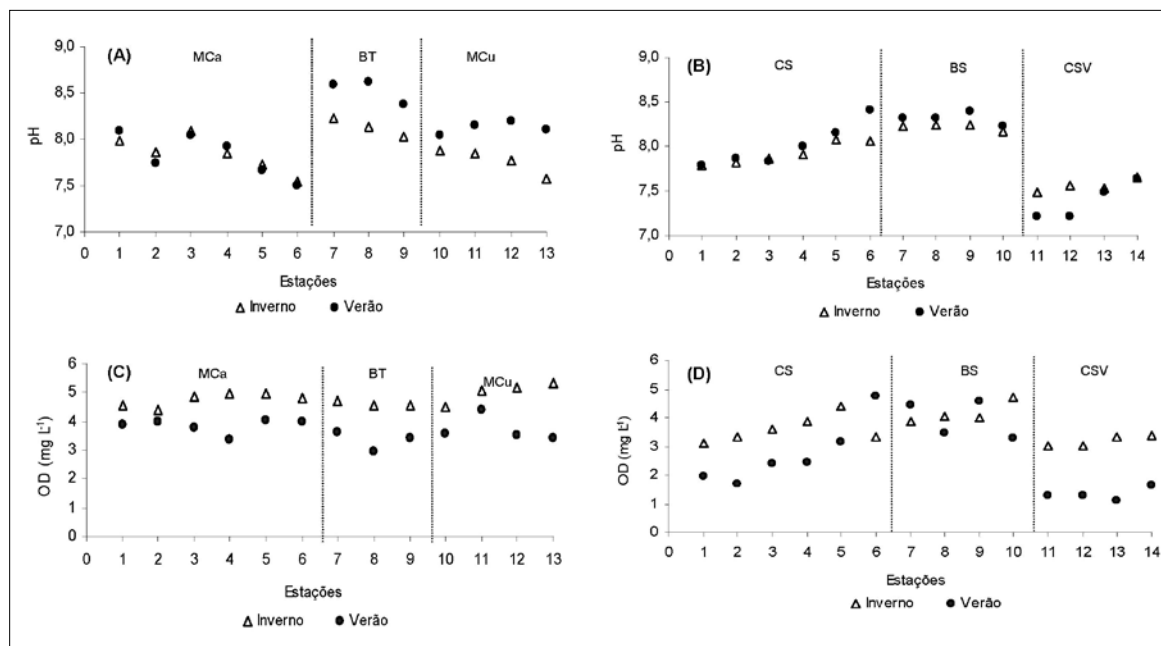 (A)
MCa
BT
MCu
9,0
8,5
8,0
7,5
7,0
pH
0 1 2 3 4 5 6 7 8 9 10 11 12 13
Estações
Inverno Verão
(B)
CS
BS
CSV
9,0
8,5
8,0
7,5
7,0
pH
0 1 2 3 4 5 6 7 8 9 10 11 12 13 14
Estações
Inverno Verão
(C)
MCa
BT
MCu
6
5
4
3
2
1
0
OD (mg L-1)
0 1 2 3 4 5 6 7 8 9 10 11 12 13
Estações
Inverno Verão
(D)
CS
BS
CSV
6
5
4
3
2
1
0
OD (mg L-1)
0 1 2 3 4 5 6 7 8 9 10 11 12 13 14
Estações
Inverno Verão